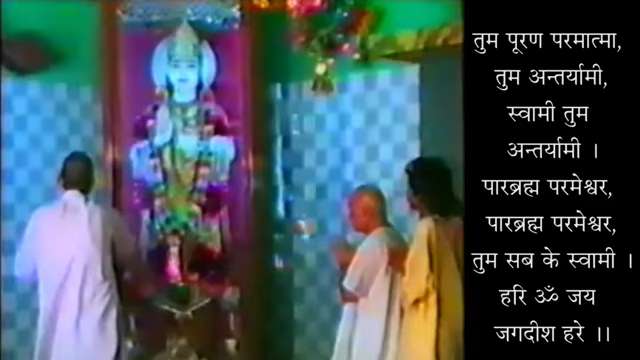 तुम पूरण परमात्मा,
तुम अन्तर्यामी,
स्वामी तुम
अन्तर्यामी ।
पारब्रह्म परमेश्वर,
पारब्रह्म परमेश्वर,
तुम सब के स्वामी ।
हरि ॐ जय
जगदीश हरे ।।